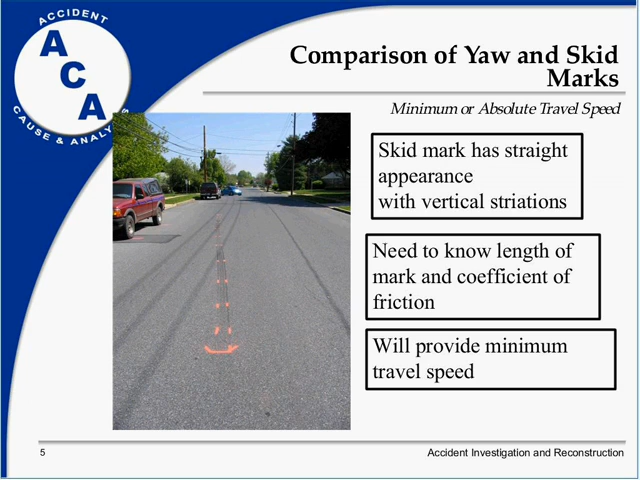 ACCIDENT
A
C
A
CAUSE & ANALYS
Comparison of Yaw and Skid
Marks
Minimum or Absolute Travel Speed
Skid mark has straight
appearance
with vertical striations
Need to know length of
mark and coefficient of
friction
Will provide minimum
travel speed
5
Accident Investigation and Reconstruction